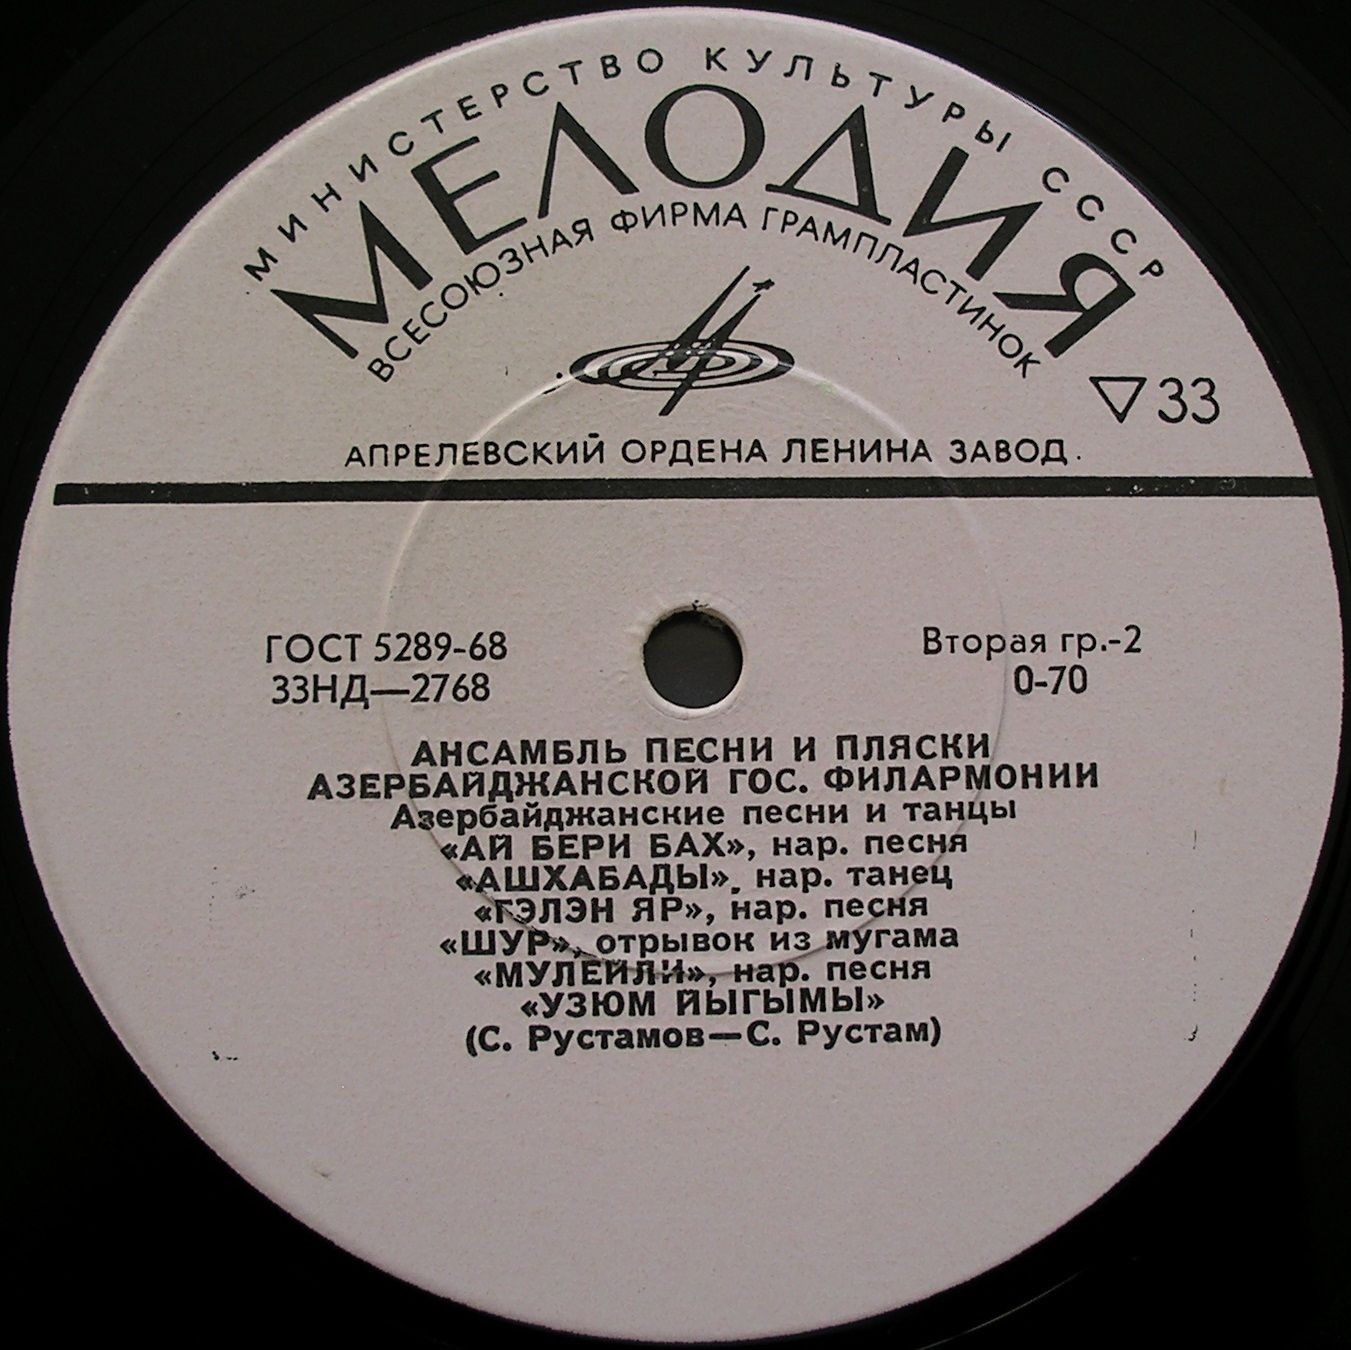 МИНИСТЕРСТВО КУЛЬТУРЫ СССР
МЕЛОДИЯ
ВСЕСОЮЗНАЯ ФИРМА ГРАМПЛАСТИНОК
33
АПРЕЛЕВСКИЙ ОРДЕНА ЛЕНИНА ЗАВОД.
ГОСТ 5289-68
Вторая гр.-2
33НД—2768
0-70
АНСАМБЛЬ ПЕСНИ И ПЛЯСКИ
АЗЕРБАЙДЖАНСКОЙ ГОС. ФИЛАРМОНИИ
Азербайджанские песни и танцы
«АЙ БЕРИ БАХ», нар. песня
«АШХАБАДЫ», нар. танец
«ГЭЛЭН ЯР», нар. песня
«ШУР», отрывок из мугама
«МУЛЕЙЛИ», нар. песня
«УЗЮМ ЙЫГЫМЫ»
(С. Рустамов—С. Рустам)